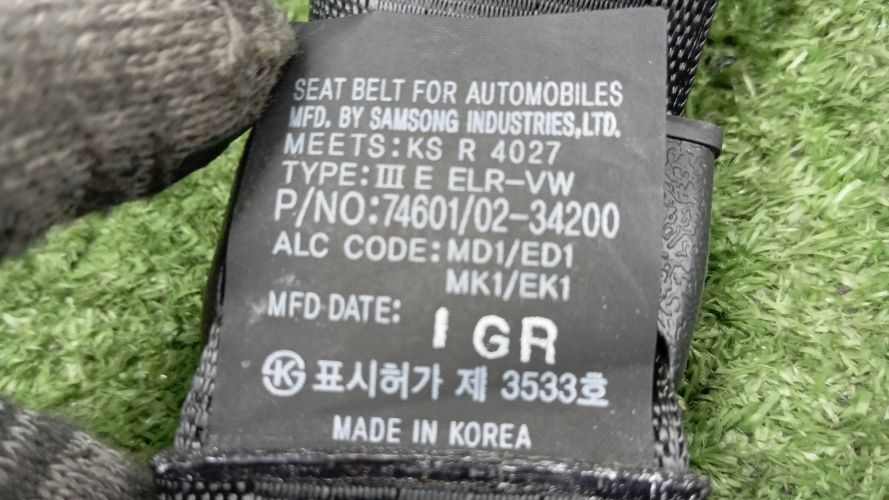 SEAT BELT FOR AUTOMOBILES
MFD. BY SAMSONG INDUSTRIES,LTD.
MEETS: KS R 4027
TYPE: III E ELR-VW
P/NO: 74601/02-34200
ALC CODE: MD1/ED1
MK1/EK1
MFD DATE: I GR
표시허가 제 3533호
MADE IN KOREA